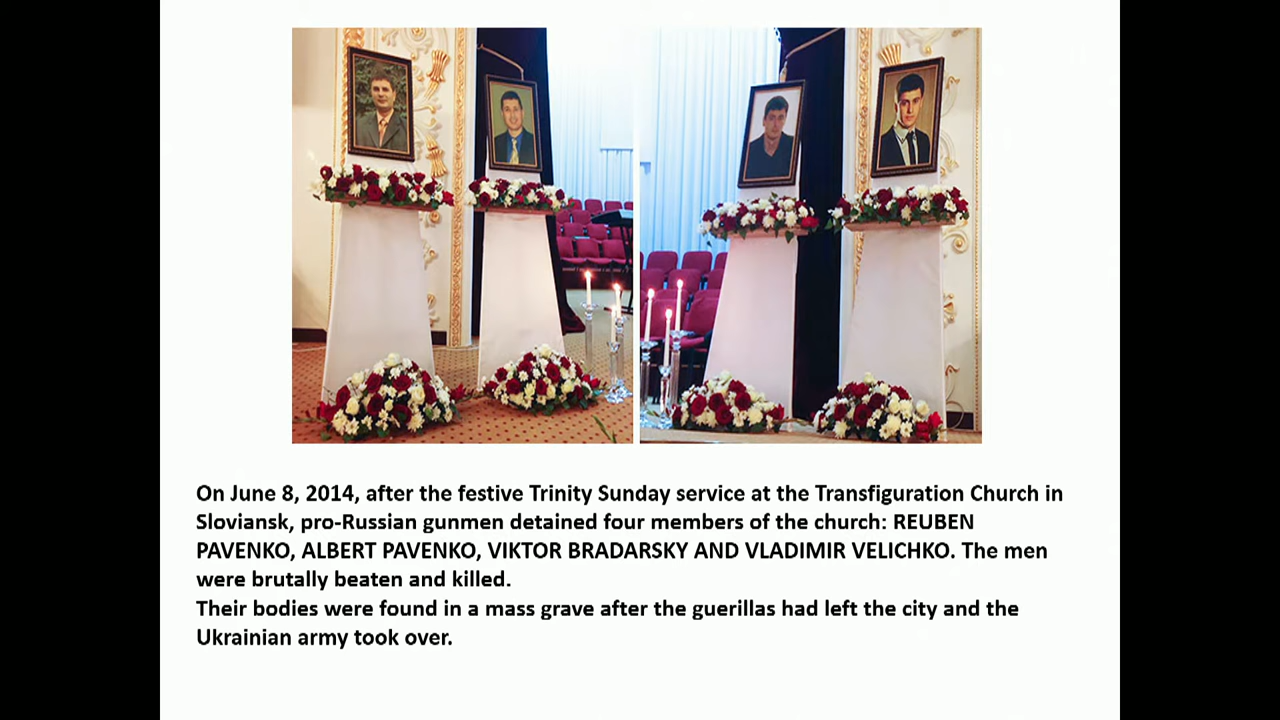 On June 8, 2014, after the festive Trinity Sunday service at the Transfiguration Church in
Sloviansk, pro-Russian gunmen detained four members of the church: REUBEN
PAVENKO, ALBERT PAVENKO, VIKTOR BRADARSKY AND VLADIMIR VELICHKO. The men
were brutally beaten and killed.
Their bodies were found in a mass grave after the guerillas had left the city and the
Ukrainian army took over.